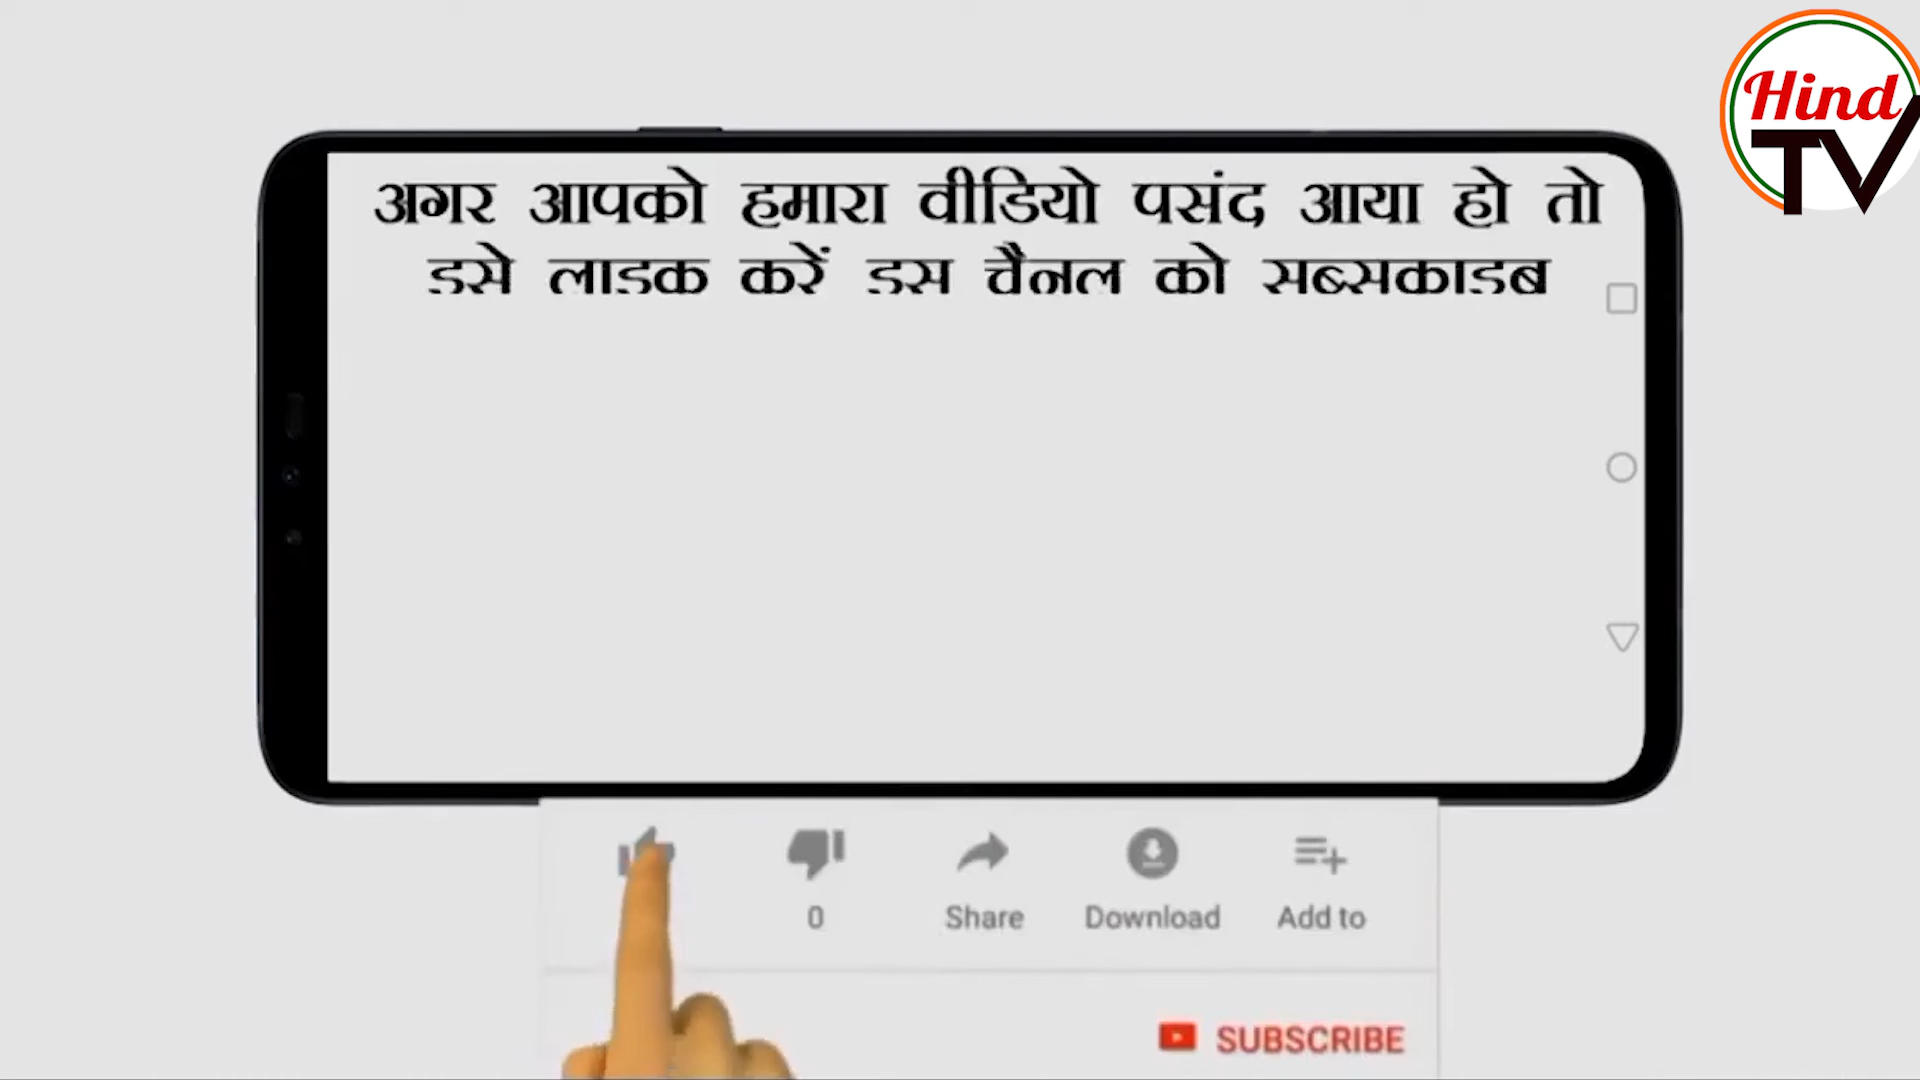 Hind
TV
अगर आपको हमारा वीडियो पसंद आया हो तो
इसे लाइक करें इस चैनल को सब्सक्राइब
0
Share
Download
Add to
SUBSCRIBE